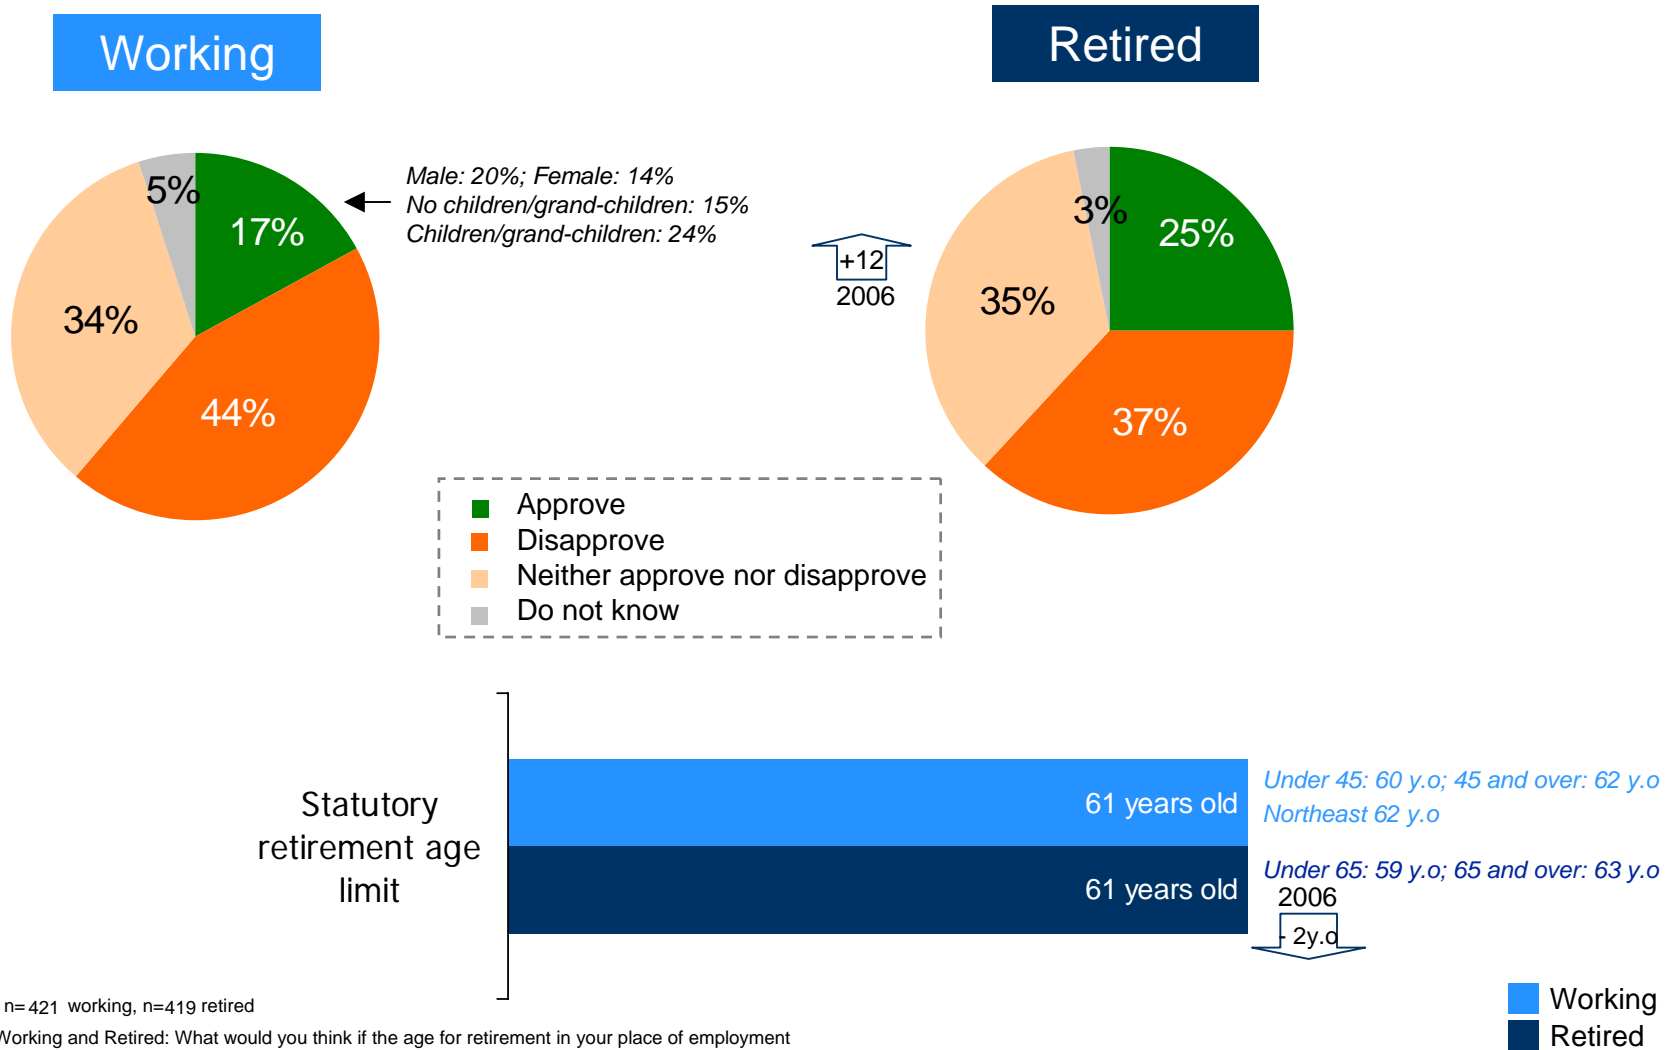 Working
Retired
5%
17%
34%
44%
Male: 20%; Female: 14%
No children/grand-children: 15%
Children/grand-children: 24%
+12
2006
3%
25%
35%
37%
Approve
Disapprove
Neither approve nor disapprove
Do not know
Statutory
retirement age
limit
61 years old
61 years old
Under 45: 60 y.o; 45 and over: 62 y.o
Northeast 62 y.o
Under 65: 59 y.o; 65 and over: 63 y.o
2006
- 2y.o
n=421 working, n=419 retired
Working and Retired: What would you think if the age for retirement in your place of employment
Working
Retired